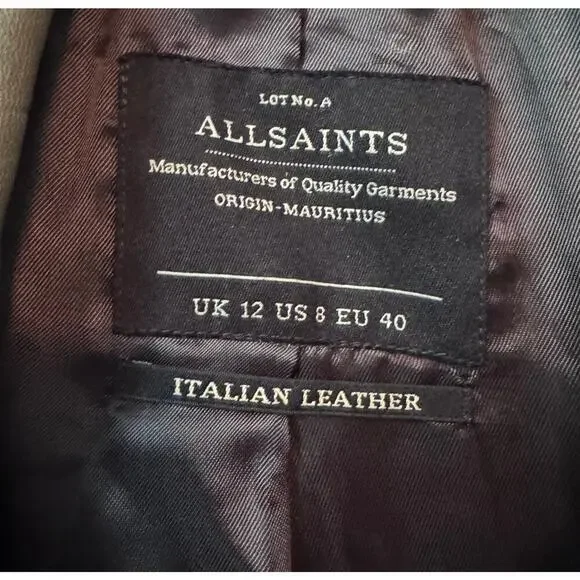 LOT No. A
ALLSAINTS
Manufacturers of Quality Garments
ORIGIN-MAURITIUS
UK 12 US 8 EU 40
ITALIAN LEATHER